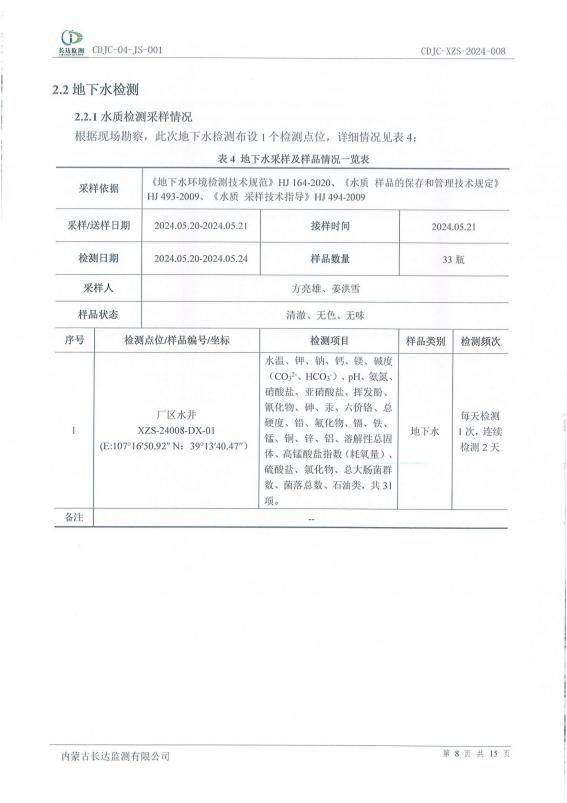 长达监测 CDJC-04-JS-001 CDJC-XZS-2024-008
2.2 地下水检测
2.2.1 水质检测采样情况
根据现场勘察，此次地下水检测布设 1 个检测点位，详细情况见表 4：
表 4 地下水采样及样品情况一览表
采样依据
《地下水环境检测技术规范》HJ 164-2020、《水质 样品的保存和管理技术规定》
HJ 493-2009、《水质 采样技术指导》HJ 494-2009
采样/送样日期 2024.05.20-2024.05.21 接样时间 2024.05.21
检测日期 2024.05.20-2024.05.24 样品数量 33 瓶
采样人 方亮雄、姜洪雪
样品状态 清澈、无色、无味
序号 检测点位/样品编号/坐标 检测项目 样品类别 检测频次
1
厂区水井
XZS-24008-DX-01
(E:107°16'50.92" N：39°13'40.47")
水温、钾、钠、钙、镁、碱度
（CO₃²⁻、HCO₃⁻）、pH、氨氮、
硝酸盐、亚硝酸盐、挥发酚、
氰化物、砷、汞、六价铬、总
硬度、铅、氟化物、镉、铁、
锰、铜、锌、铝、溶解性总固
体、高锰酸盐指数（耗氧量）、
硫酸盐、氯化物、总大肠菌群
数、菌落总数、石油类，共 31
项。
地下水
每天检测
1 次，连续
检测 2 天
备注 --
内蒙古长达监测有限公司 第 8 页 共 15 页